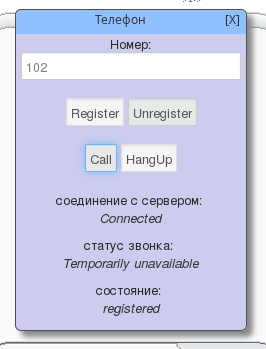 Телефон [X]
Номер:
102
Register Unregister
Call HangUp
соединение с сервером:
Connected
статус звонка:
Temporarily unavailable
состояние:
registered